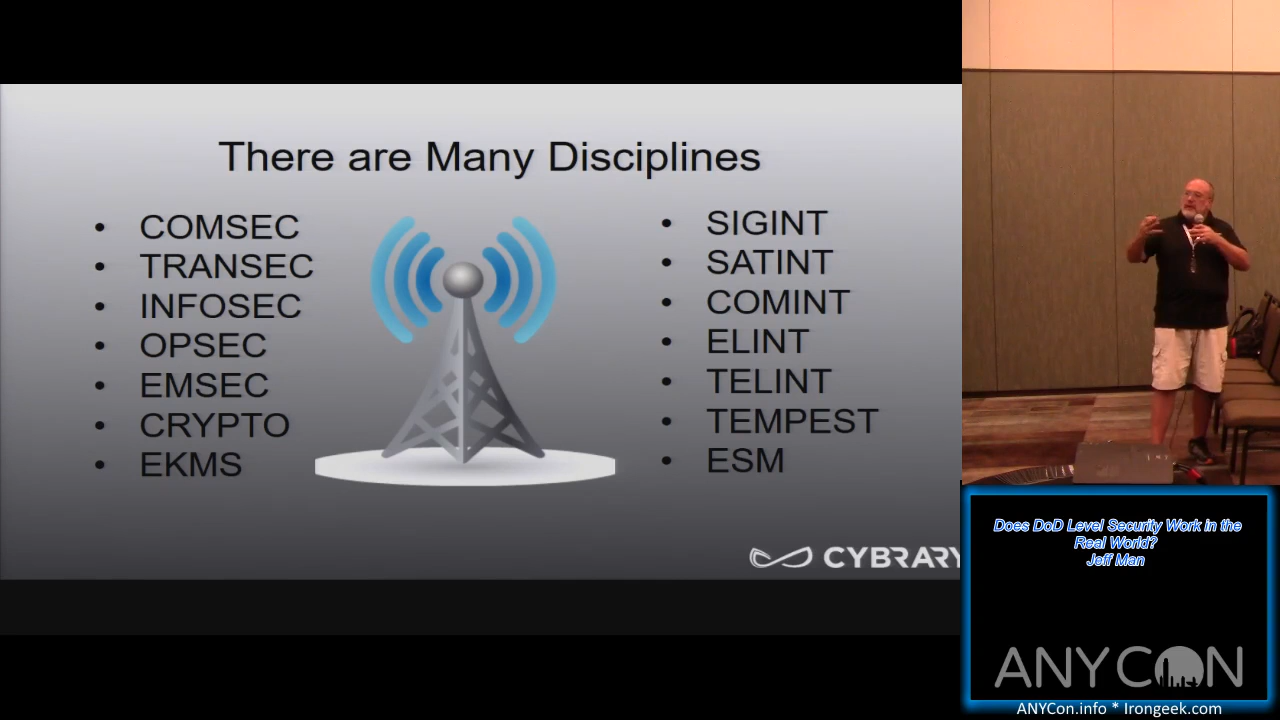 There are Many Disciplines
• COMSEC
• TRANSEC
• INFOSEC
• OPSEC
• EMSEC
• CRYPTO
• EKMS
• SIGINT
• SATINT
• COMINT
• ELINT
• TELINT
• TEMPEST
• ESM
CYBRARY
Does DoD Level Security Work in the
Real World?
Jeff Man
ANYCON
ANYCon.info * Irongeek.com